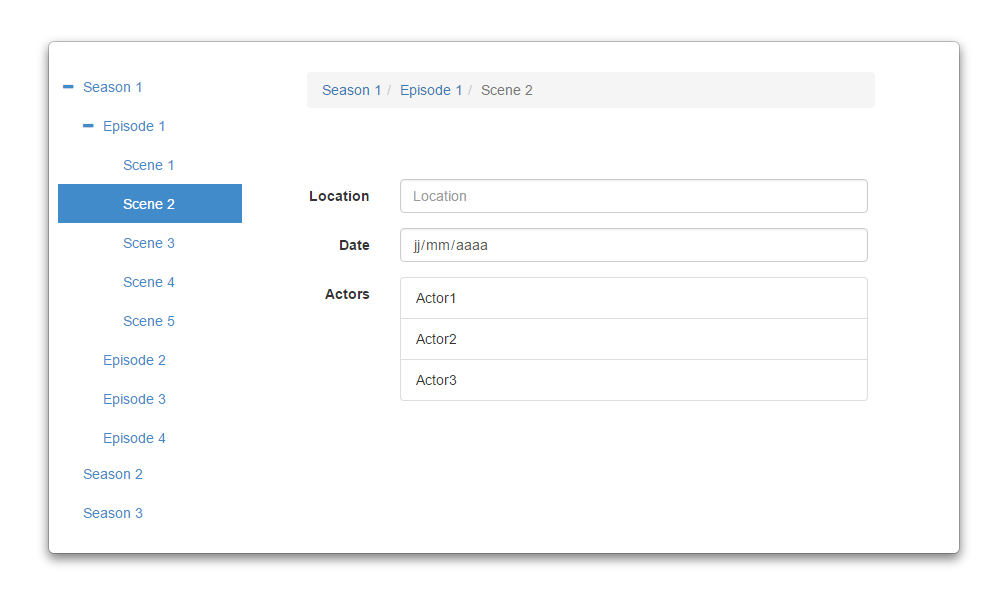 Season 1
Episode 1
Scene 1
Scene 2
Scene 3
Scene 4
Scene 5
Episode 2
Episode 3
Episode 4
Season 2
Season 3
Season 1 / Episode 1 / Scene 2
Location Location
Date jj/mm/aaaa
Actors Actor1
Actor2
Actor3